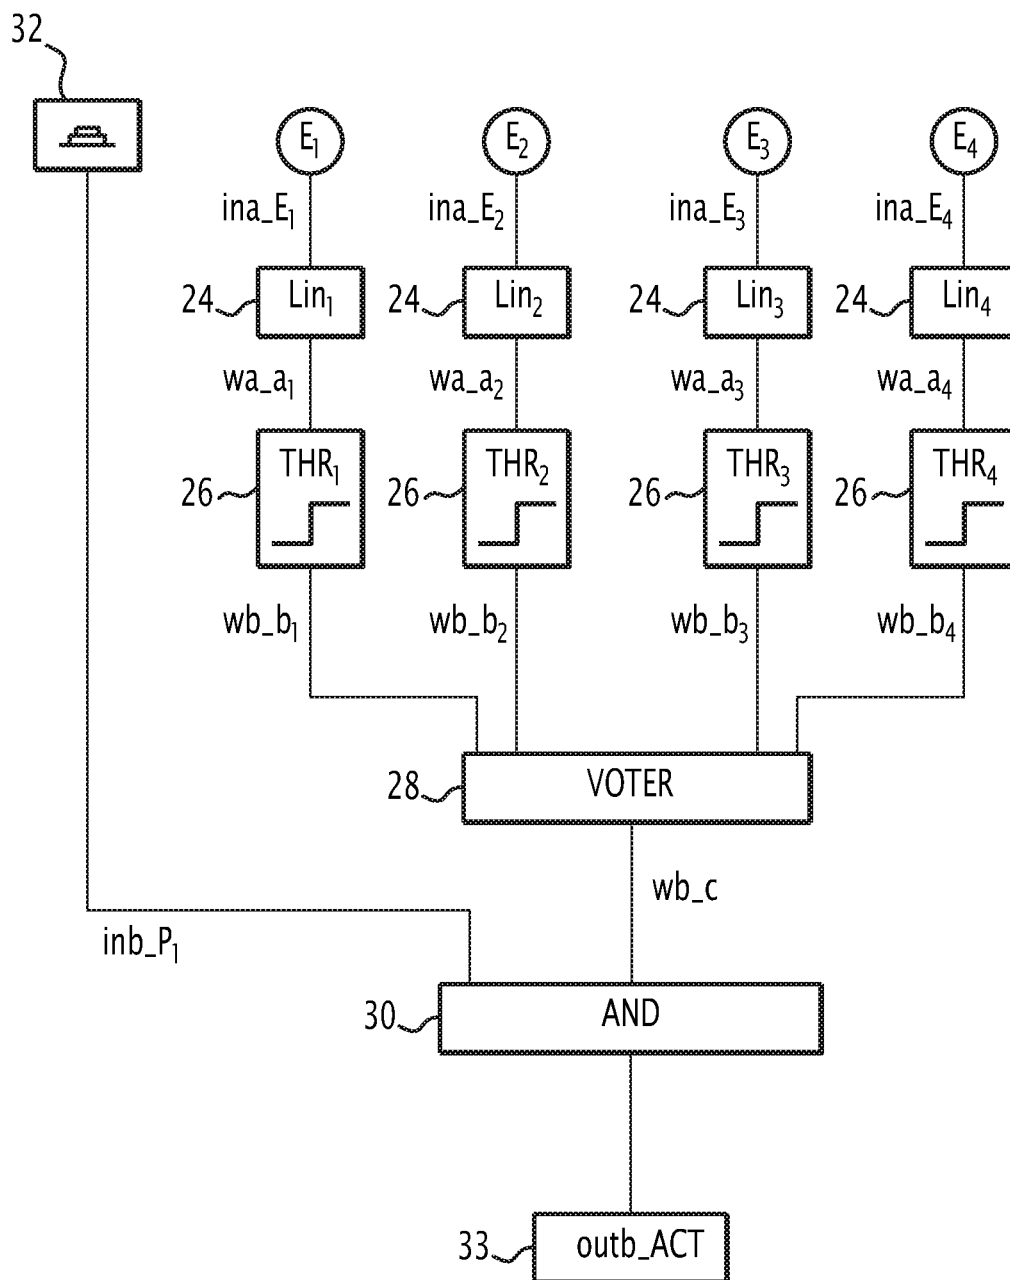 32
E₁ E₂ E₃ E₄
ina_E₁ ina_E₂ ina_E₃ ina_E₄
24 Lin₁ 24 Lin₂ 24 Lin₃ 24 Lin₄
wa_a₁ wa_a₂ wa_a₃ wa_a₄
THR₁ THR₂ THR₃ THR₄
26 26 26 26
wb_b₁ wb_b₂ wb_b₃ wb_b₄
28 VOTER
wb_c
inb_P₁
30 AND
33 outb_ACT